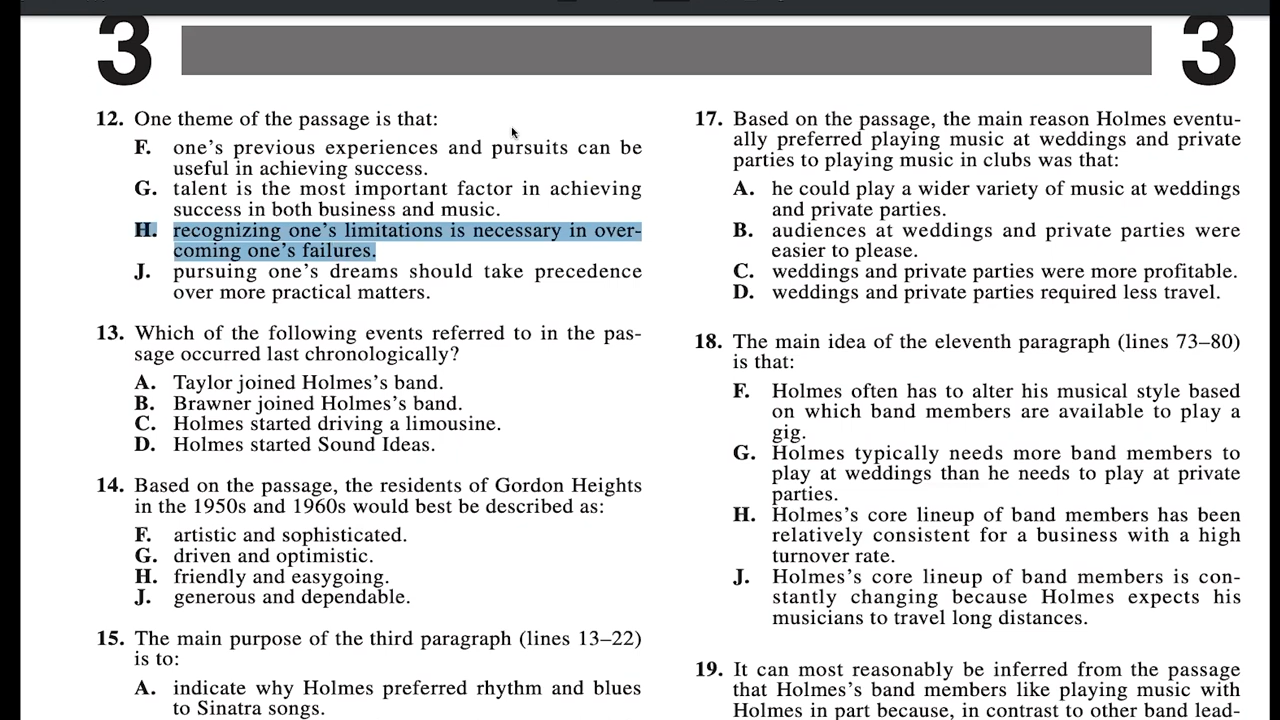 3
3
12. One theme of the passage is that:
F. one's previous experiences and pursuits can be
useful in achieving success.
G. talent is the most important factor in achieving
success in both business and music.
H. recognizing one's limitations is necessary in over-
coming one's failures.
J. pursuing one's dreams should take precedence
over more practical matters.
13. Which of the following events referred to in the pas-
sage occurred last chronologically?
A. Taylor joined Holmes's band.
B. Brawner joined Holmes's band.
C. Holmes started driving a limousine.
D. Holmes started Sound Ideas.
14. Based on the passage, the residents of Gordon Heights
in the 1950s and 1960s would best be described as:
F. artistic and sophisticated.
G. driven and optimistic.
H. friendly and easygoing.
J. generous and dependable.
15. The main purpose of the third paragraph (lines 13–22)
is to:
A. indicate why Holmes preferred rhythm and blues
to Sinatra songs.
17. Based on the passage, the main reason Holmes eventu-
ally preferred playing music at weddings and private
parties to playing music in clubs was that:
A. he could play a wider variety of music at weddings
and private parties.
B. audiences at weddings and private parties were
easier to please.
C. weddings and private parties were more profitable.
D. weddings and private parties required less travel.
18. The main idea of the eleventh paragraph (lines 73–80)
is that:
F. Holmes often has to alter his musical style based
on which band members are available to play a
gig.
G. Holmes typically needs more band members to
play at weddings than he needs to play at private
parties.
H. Holmes's core lineup of band members has been
relatively consistent for a business with a high
turnover rate.
J. Holmes's core lineup of band members is con-
stantly changing because Holmes expects his
musicians to travel long distances.
19. It can most reasonably be inferred from the passage
that Holmes's band members like playing music with
Holmes in part because, in contrast to other band lead-